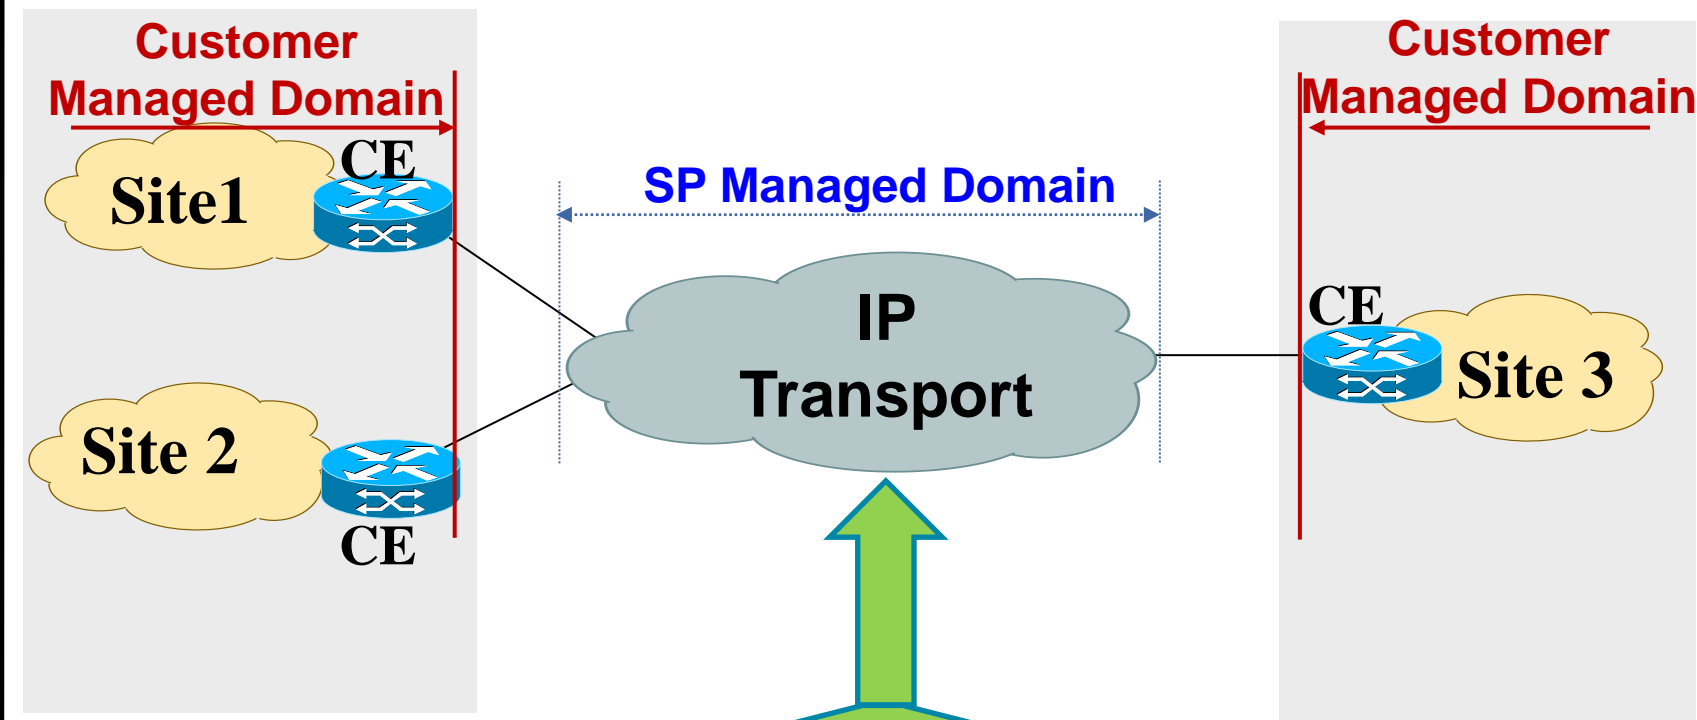 Customer
Managed Domain
CE
Site1
Site 2
CE
SP Managed Domain
IP
Transport
Customer
Managed Domain
CE
Site 3